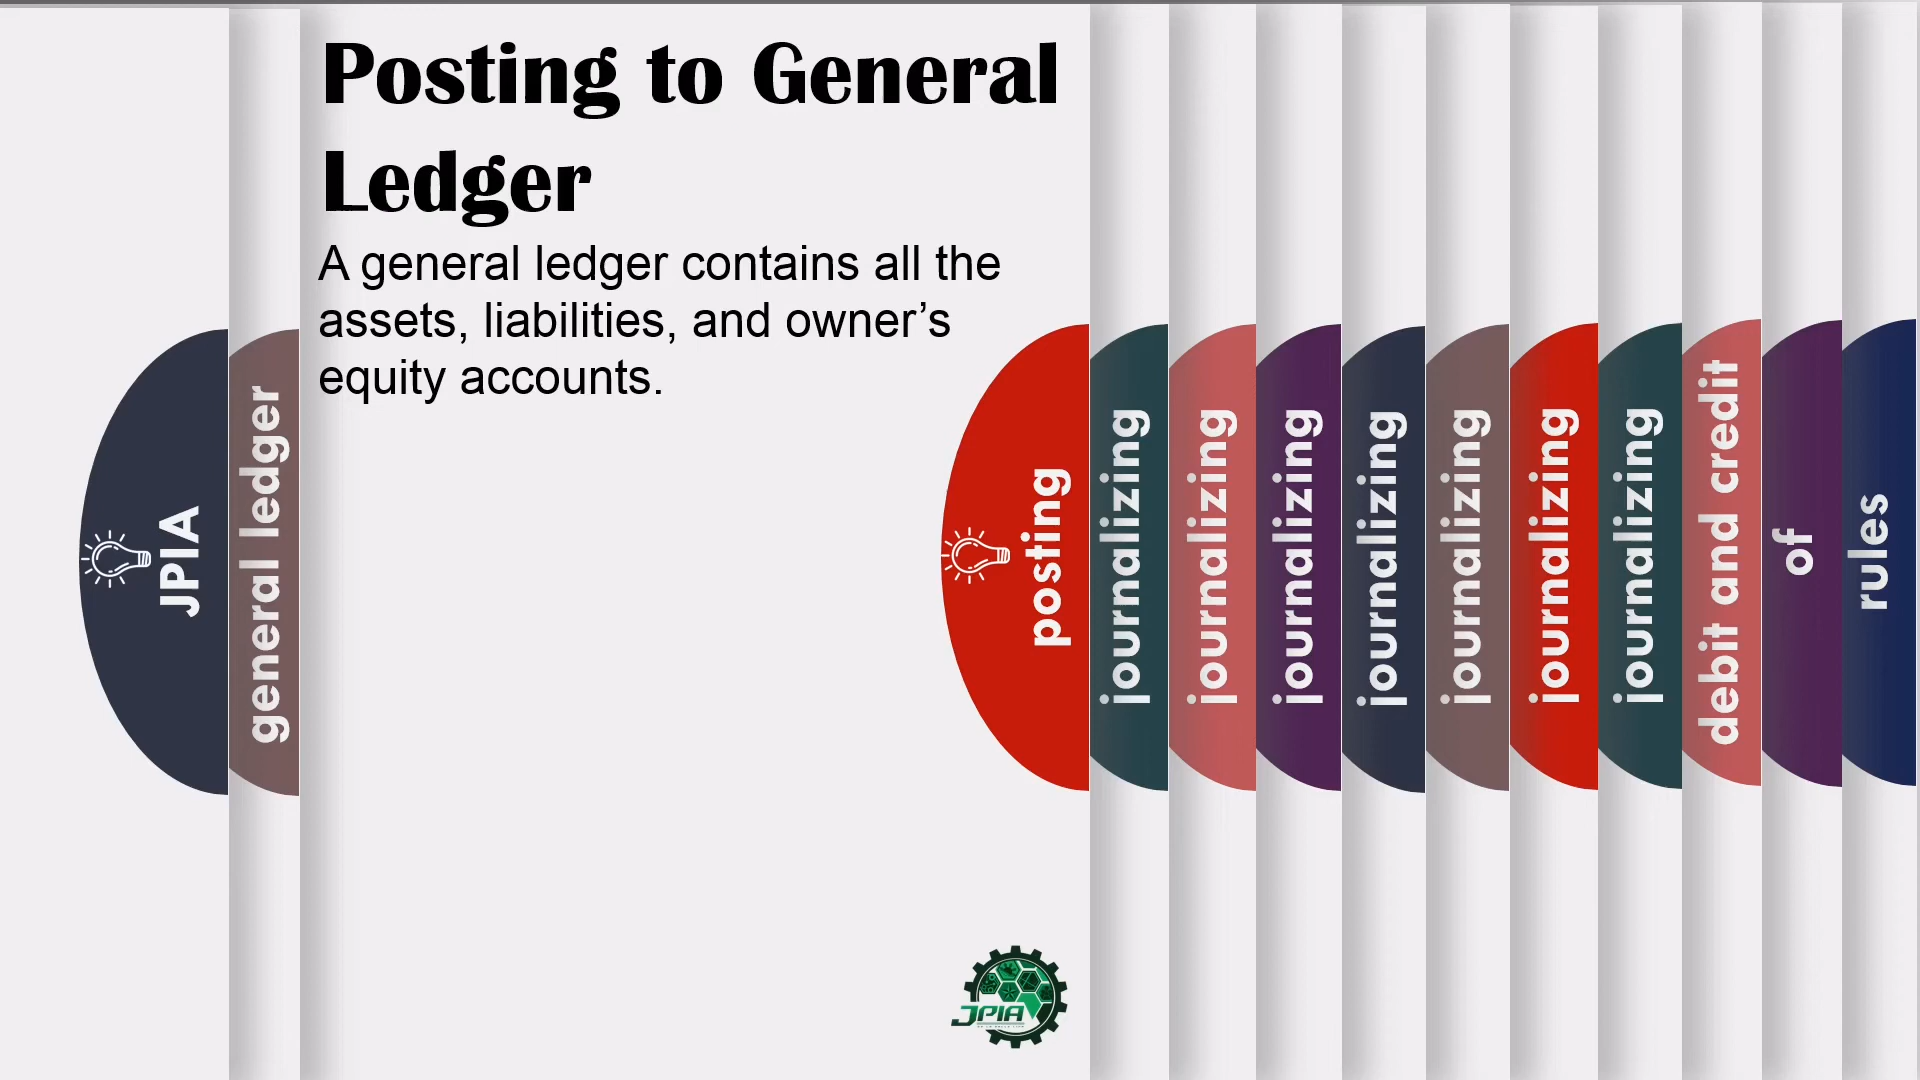 Posting to General
Ledger
A general ledger contains all the
assets, liabilities, and owner’s
equity accounts.
JPIA
general ledger
posting
journalizing
journalizing
journalizing
journalizing
journalizing
journalizing
journalizing
debit and credit
of
rules
JPIA